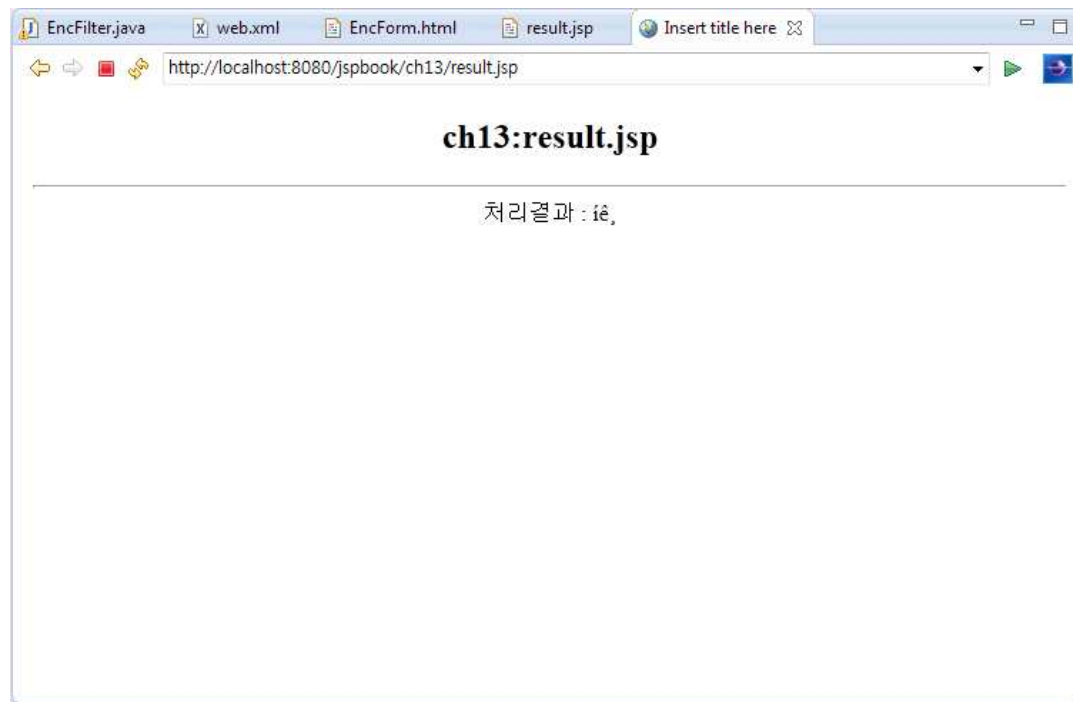 EncFilter.java web.xml EncForm.html result.jsp Insert title here
http://localhost:8080/jspbook/ch13/result.jsp
ch13:result.jsp
처리결과 : íê¸